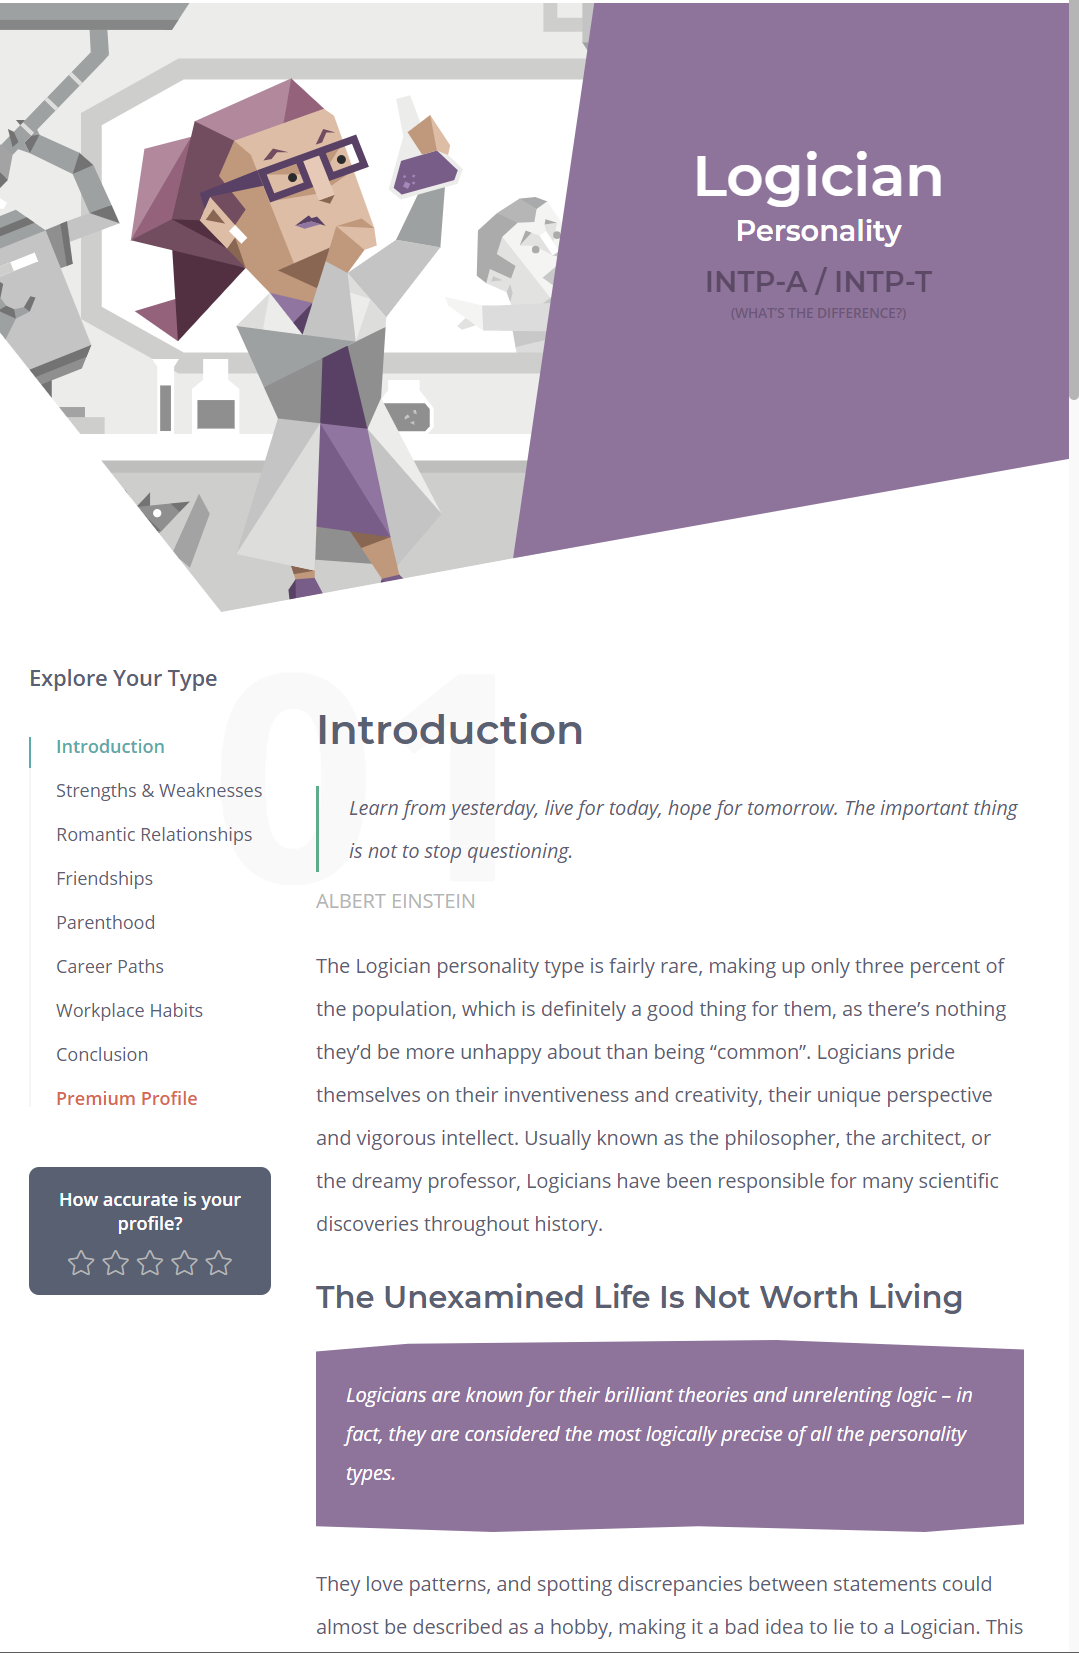 Logician
Personality
INTP-A / INTP-T
(WHAT'S THE DIFFERENCE?)
Explore Your Type
Introduction
Strengths & Weaknesses
Romantic Relationships
Friendships
Parenthood
Career Paths
Workplace Habits
Conclusion
Premium Profile
How accurate is your
profile?
01
Introduction
Learn from yesterday, live for today, hope for tomorrow. The important thing
is not to stop questioning.
ALBERT EINSTEIN
The Logician personality type is fairly rare, making up only three percent of
the population, which is definitely a good thing for them, as there’s nothing
they’d be more unhappy about than being “common”. Logicians pride
themselves on their inventiveness and creativity, their unique perspective
and vigorous intellect. Usually known as the philosopher, the architect, or
the dreamy professor, Logicians have been responsible for many scientific
discoveries throughout history.
The Unexamined Life Is Not Worth Living
Logicians are known for their brilliant theories and unrelenting logic – in
fact, they are considered the most logically precise of all the personality
types.
They love patterns, and spotting discrepancies between statements could
almost be described as a hobby, making it a bad idea to lie to a Logician. This